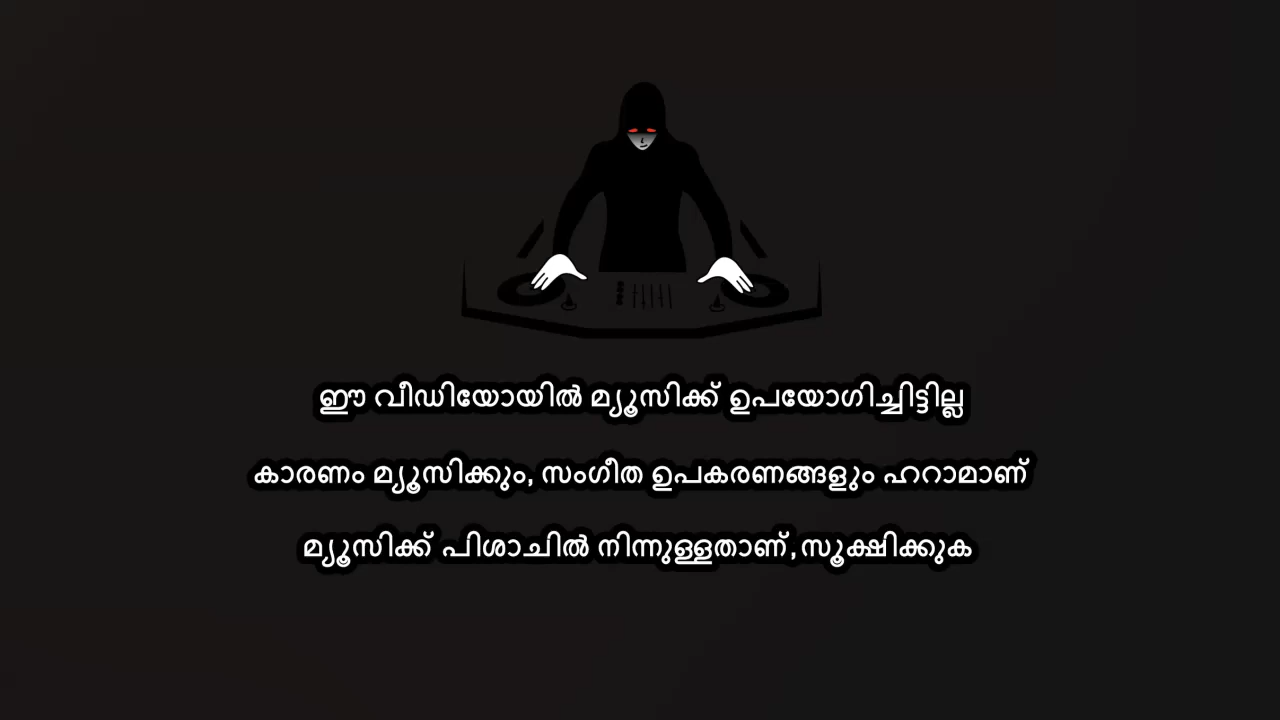 ഈ വീഡിയോയിൽ മ്യൂസിക്ക് ഉപയോഗിച്ചിട്ടില്ല
കാരണം മ്യൂസിക്കും, സംഗീത ഉപകരണങ്ങളും ഹറാമാണ്
മ്യൂസിക്ക് പിശാചിൽ നിന്നുള്ളതാണ്,സൂക്ഷിക്കുക